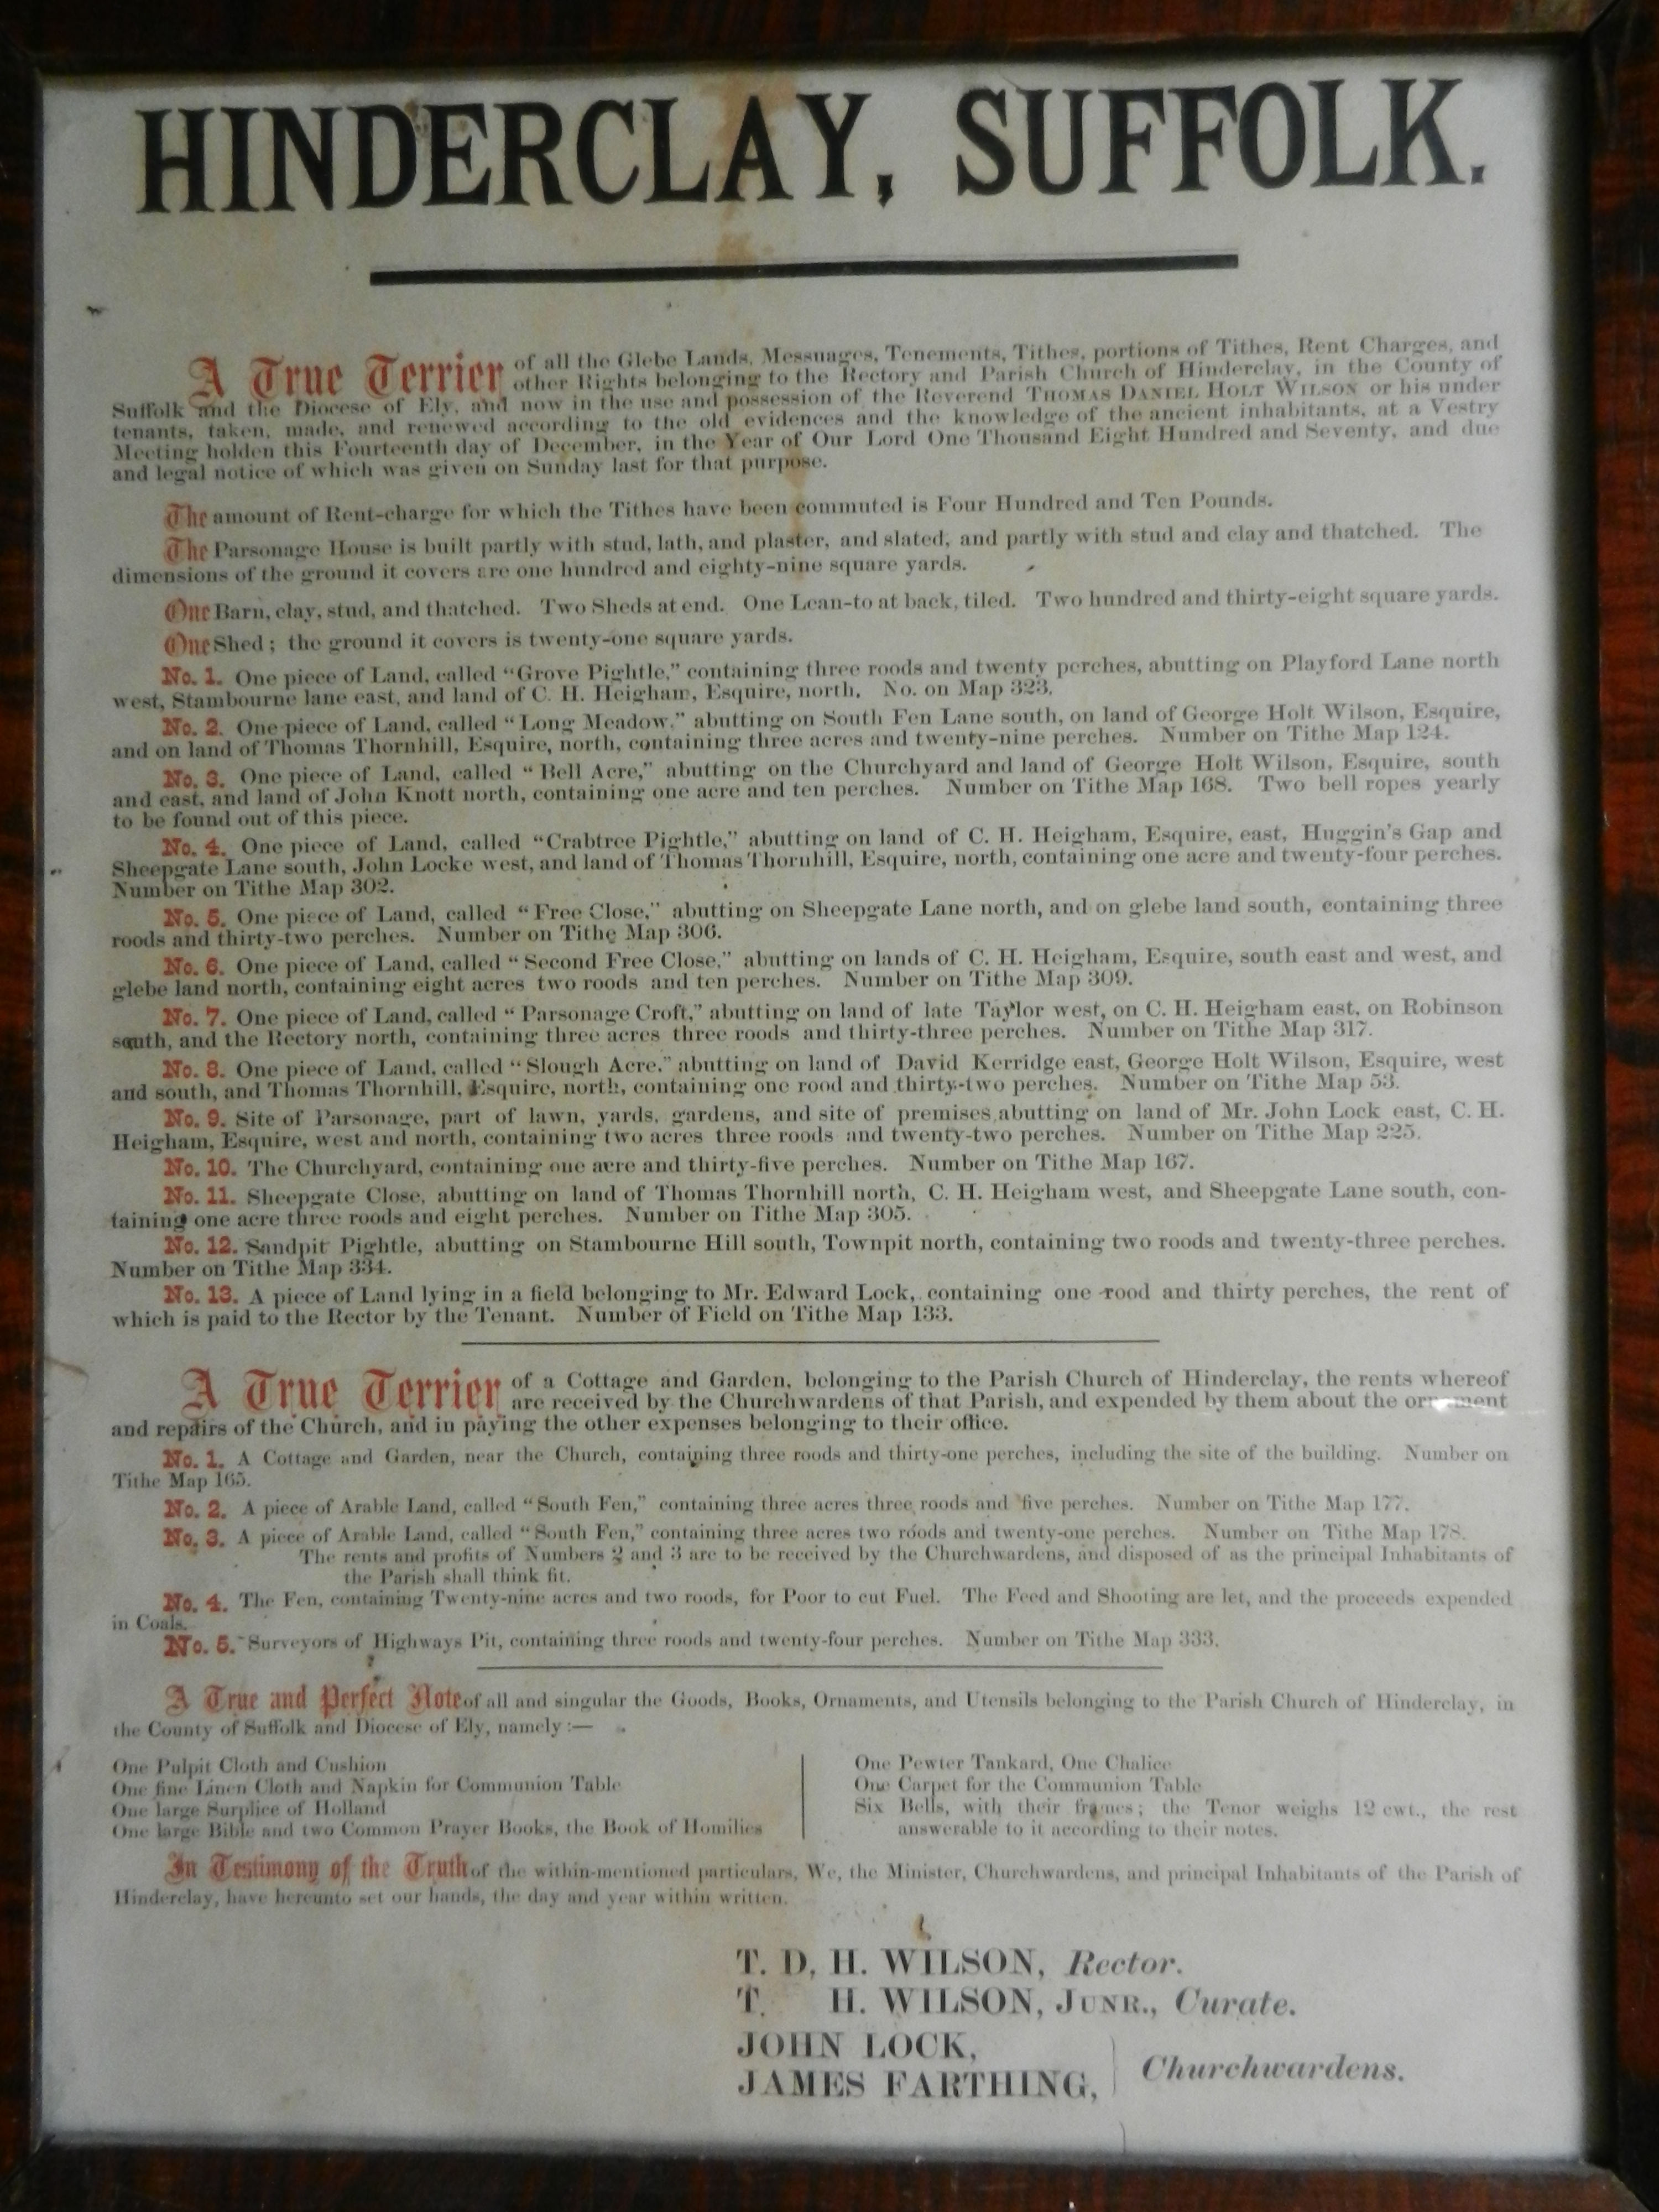 HINDERCLAY, SUFFOLK.
A True Terrier of all the Glebe Lands, Messuages, Tenements, Tithes, portions of Tithes, Rent Charges, and
other Rights belonging to the Rectory and Parish Church of Hinderclay, in the County of
Suffolk and the Diocese of Ely, and now in the use and possession of the Reverend THOMAS DANIEL HOLT WILSON or his under
tenants, taken, made, and renewed according to the old evidences and the knowledge of the ancient inhabitants, at a Vestry
Meeting holden this Fourteenth day of December, in the Year of Our Lord One Thousand Eight Hundred and Seventy, and due
and legal notice of which was given on Sunday last for that purpose.
The amount of Rent-charge for which the Tithes have been commuted is Four Hundred and Ten Pounds.
The Parsonage House is built partly with stud, lath, and plaster, and slated, and partly with stud and clay and thatched. The
dimensions of the ground it covers are one hundred and eighty-nine square yards.
One Barn, clay, stud, and thatched. Two Sheds at end. One Lean-to at back, tiled. Two hundred and thirty-eight square yards.
One Shed; the ground it covers is twenty-one square yards.
No. 1. One piece of Land, called "Grove Pightle," containing three roods and twenty perches, abutting on Playford Lane north
west, Stambourne lane east, and land of C. H. Heigham, Esquire, north. No. on Map 323.
No. 2. One piece of Land, called "Long Meadow," abutting on South Fen Lane south, on land of George Holt Wilson, Esquire,
and on land of Thomas Thornhill, Esquire, north, containing three acres and twenty-nine perches. Number on Tithe Map 124.
No. 3. One piece of Land, called "Bell Acre," abutting on the Churchyard and land of George Holt Wilson, Esquire, south
and east, and land of John Knott north, containing one acre and ten perches. Number on Tithe Map 168. Two bell ropes yearly
to be found out of this piece.
No. 4. One piece of Land, called "Crabtree Pightle," abutting on land of C. H. Heigham, Esquire, east, Huggin's Gap and
Sheepgate Lane south, John Locke west, and land of Thomas Thornhill, Esquire, north, containing one acre and twenty-four perches.
Number on Tithe Map 302.
No. 5. One piece of Land, called "Free Close," abutting on Sheepgate Lane north, and on glebe land south, containing three
roods and thirty-two perches. Number on Tithe Map 306.
No. 6. One piece of Land, called "Second Free Close," abutting on lands of C. H. Heigham, Esquire, south east and west, and
glebe land north, containing eight acres two roods and ten perches. Number on Tithe Map 309.
No. 7. One piece of Land, called "Parsonage Croft," abutting on land of late Taylor west, on C. H. Heigham east, on Robinson
south, and the Rectory north, containing three acres three roods and thirty-three perches. Number on Tithe Map 317.
No. 8. One piece of Land, called "Slough Acre," abutting on land of David Kerridge east, George Holt Wilson, Esquire, west
and south, and Thomas Thornhill, Esquire, north, containing one rood and thirty-two perches. Number on Tithe Map 53.
No. 9. Site of Parsonage, part of lawn, yards, gardens, and site of premises abutting on land of Mr. John Lock east, C. H.
Heigham, Esquire, west and north, containing two acres three roods and twenty-two perches. Number on Tithe Map 225.
No. 10. The Churchyard, containing one acre and thirty-five perches. Number on Tithe Map 167.
No. 11. Sheepgate Close, abutting on land of Thomas Thornhill north, C. H. Heigham west, and Sheepgate Lane south, con-
taining one acre three roods and eight perches. Number on Tithe Map 305.
No. 12. Sandpit Pightle, abutting on Stambourne Hill south, Townpit north, containing two roods and twenty-three perches.
Number on Tithe Map 334.
No. 13. A piece of Land lying in a field belonging to Mr. Edward Lock, containing one rood and thirty perches, the rent of
which is paid to the Rector by the Tenant. Number of Field on Tithe Map 133.
A True Terrier of a Cottage and Garden, belonging to the Parish Church of Hinderclay, the rents whereof
are received by the Churchwardens of that Parish, and expended by them about the ornament
and repairs of the Church, and in paying the other expenses belonging to their office.
No. 1. A Cottage and Garden, near the Church, containing three roods and thirty-one perches, including the site of the building. Number on
Tithe Map 165.
No. 2. A piece of Arable Land, called "South Fen," containing three acres three roods and five perches. Number on Tithe Map 177.
No. 3. A piece of Arable Land, called "South Fen," containing three acres two roods and twenty-one perches. Number on Tithe Map 178.
The rents and profits of Numbers 2 and 3 are to be received by the Churchwardens, and disposed of as the principal Inhabitants of
the Parish shall think fit.
No. 4. The Fen, containing Twenty-nine acres and two roods, for Poor to cut Fuel. The Feed and Shooting are let, and the proceeds expended
in Coals.
No. 5. Surveyors of Highways Pit, containing three roods and twenty-four perches. Number on Tithe Map 333.
A True and Perfect Note of all and singular the Goods, Books, Ornaments, and Utensils belonging to the Parish Church of Hinderclay, in
the County of Suffolk and Diocese of Ely, namely:—
One Pulpit Cloth and Cushion
One fine Linen Cloth and Napkin for Communion Table
One large Surplice of Holland
One large Bible and two Common Prayer Books, the Book of Homilies
One Pewter Tankard, One Chalice
One Carpet for the Communion Table
Six Bells, with their frames; the Tenor weighs 12 cwt., the rest
answerable to it according to their notes.
In Testimony of the Truth of the within-mentioned particulars, We, the Minister, Churchwardens, and principal Inhabitants of the Parish of
Hinderclay, have hereunto set our hands, the day and year within written.
T. D. H. WILSON, Rector.
T. H. WILSON, JUNR., Curate.
JOHN LOCK,
JAMES FARTHING,
Churchwardens.